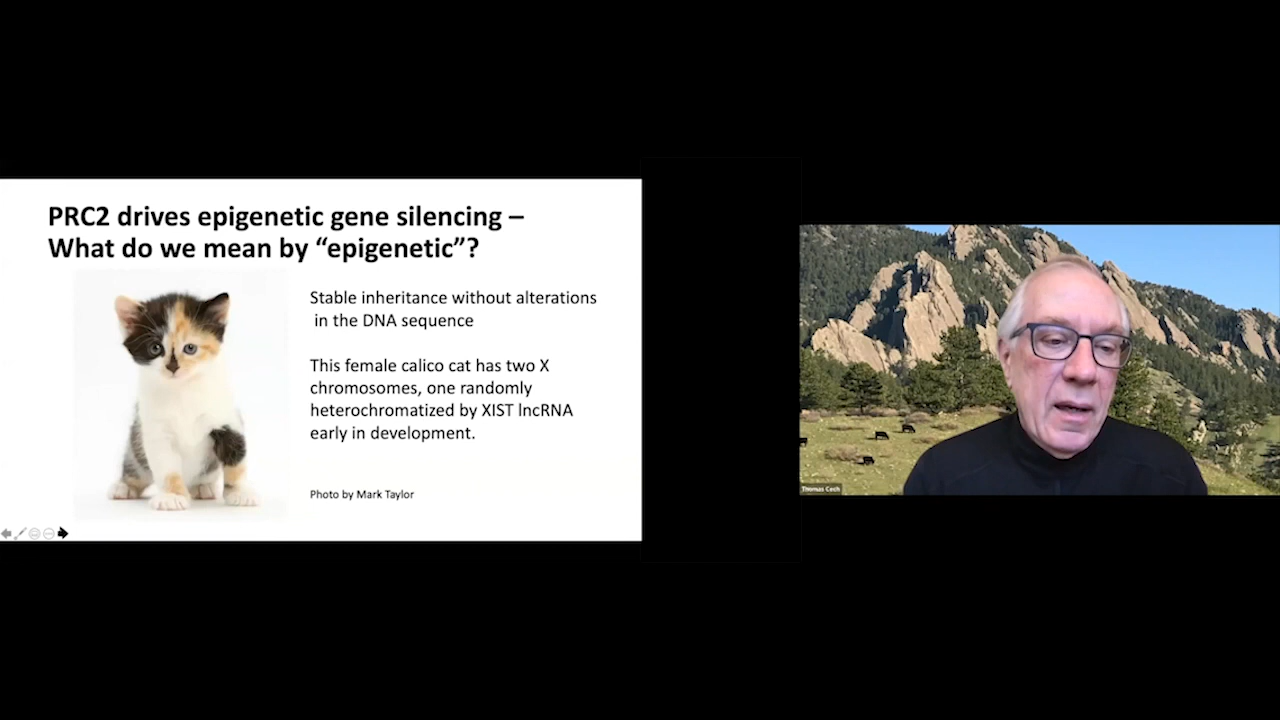 PRC2 drives epigenetic gene silencing –
What do we mean by “epigenetic”?
Stable inheritance without alterations
in the DNA sequence
This female calico cat has two X
chromosomes, one randomly
heterochromatized by XIST lncRNA
early in development.
Photo by Mark Taylor
Thomas Cech